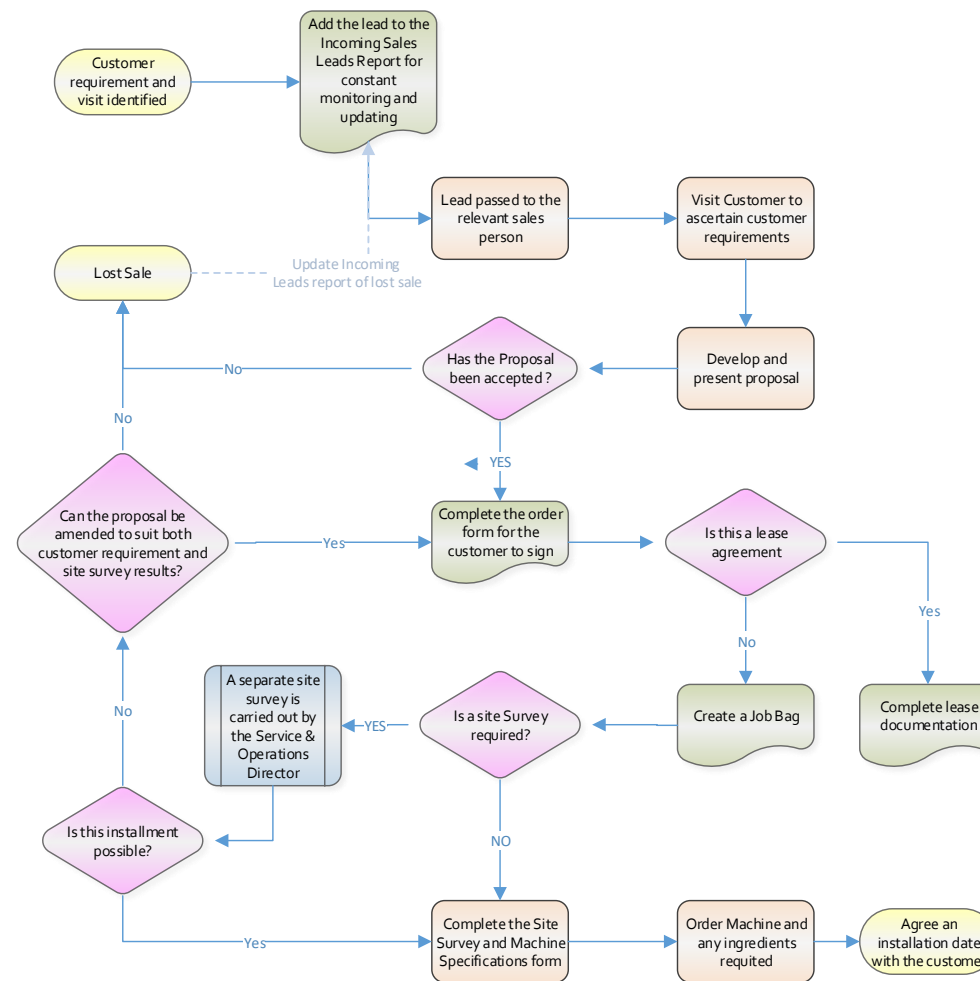 Customer
requirement and
visit identified
Add the lead to the
Incoming Sales
Leads Report for
constant
monitoring and
updating
Lead passed to the
relevant sales
person
Visit Customer to
ascertain customer
requirements
Lost Sale
Update Incoming
Leads report of lost sale
Has the Proposal
been accepted ?
Develop and
present proposal
No
No
YES
Can the proposal be
amended to suit both
customer requirement and
site survey results?
Yes
Complete the order
form for the
customer to sign
Is this a lease
agreement
Yes
No
A separate site
survey is
carried out by
the Service &
Operations
Director
YES
Is a site Survey
required?
Create a Job Bag
Complete lease
documentation
No
Is this installment
possible?
NO
Yes
Complete the Site
Survey and Machine
Specifications form
Order Machine and
any ingredients
requited
Agree an
installation date
with the custome